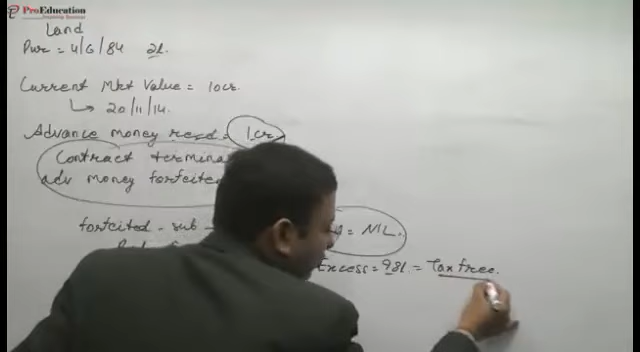 ProEducation
Land
Pur = 4/6/84 2l.
Current Mkt Value = 10cr.
↳ 20/11/14.
Advance money recd. 1cr
Contract termina
adv money forfeited
forfeited - sub
= NIL.
Excess = 98l. = Tax free.